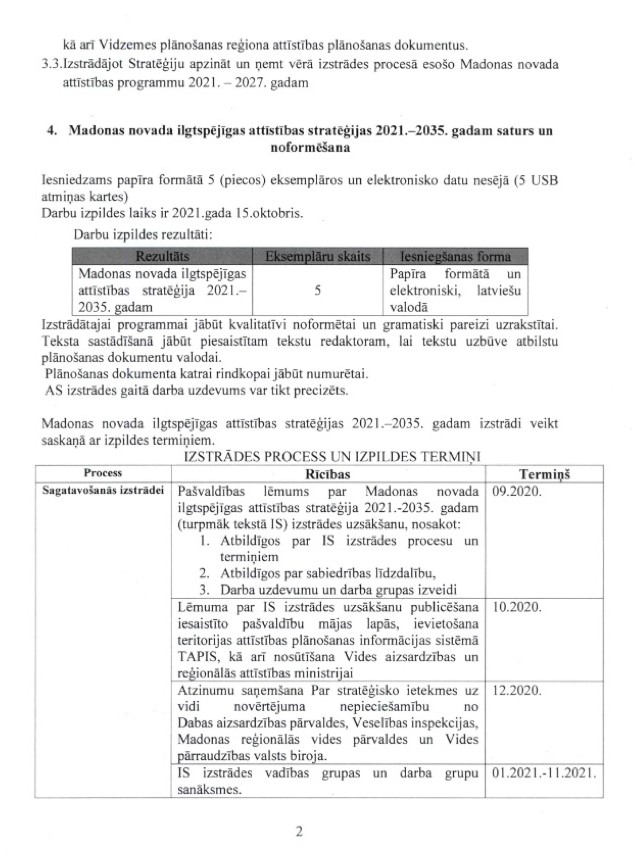 kā arī Vidzemes plānošanas reģiona attīstības plānošanas dokumentus.
3.3.Izstrādājot Stratēģiju apzināt un ņemt vērā izstrādes procesā esošo Madonas novada
attīstības programmu 2021. – 2027. gadam
4. Madonas novada ilgtspējīgas attīstības stratēģijas 2021.–2035. gadam saturs un
noformēšana
Iesniedzams papīra formātā 5 (piecos) eksemplāros un elektronisko datu nesējā (5 USB
atmiņas kartes)
Darbu izpildes laiks ir 2021.gada 15.oktobris.
Darbu izpildes rezultāti:
Rezultāts Eksemplāru skaits Iesniegšanas forma
Madonas novada ilgtspējīgas
attīstības stratēģija 2021.–
2035. gadam
5
Papīra formātā un
elektroniski, latviešu
valodā
Izstrādātajai programmai jābūt kvalitatīvi noformētai un gramatiski pareizi uzrakstītai.
Teksta sastādīšanā jābūt piesaistītam tekstu redaktoram, lai tekstu uzbūve atbilstu
plānošanas dokumentu valodai.
Plānošanas dokumenta katrai rindkopai jābūt numurētai.
AS izstrādes gaitā darba uzdevums var tikt precizēts.
Madonas novada ilgtspējīgas attīstības stratēģijas 2021.–2035. gadam izstrādi veikt
saskaņā ar izpildes termiņiem.
IZSTRĀDES PROCESS UN IZPILDES TERMIŅI
Process Rīcības Termiņš
Sagatavošanās izstrādei
Pašvaldības lēmums par Madonas novada
ilgtspējīgas attīstības stratēģija 2021.-2035. gadam
(turpmāk tekstā IS) izstrādes uzsākšanu, nosakot:
1. Atbildīgos par IS izstrādes procesu un
termiņiem
2. Atbildīgos par sabiedrības līdzdalību,
3. Darba uzdevumu un darba grupas izveidi
09.2020.
Lēmuma par IS izstrādes uzsākšanu publicēšana
iesaistīto pašvaldību mājas lapās, ievietošana
teritorijas attīstības plānošanas informācijas sistēmā
TAPIS, kā arī nosūtīšana Vides aizsardzības un
reģionālās attīstības ministrijai
10.2020.
Atzinumu saņemšana Par stratēģisko ietekmes uz
vidi novērtējuma nepieciešamību no
Dabas aizsardzības pārvaldes, Veselības inspekcijas,
Madonas reģionālās vides pārvaldes un Vides
pārraudzības valsts biroja.
12.2020.
IS izstrādes vadības grupas un darba grupu
sanāksmes.
01.2021.-11.2021.
2